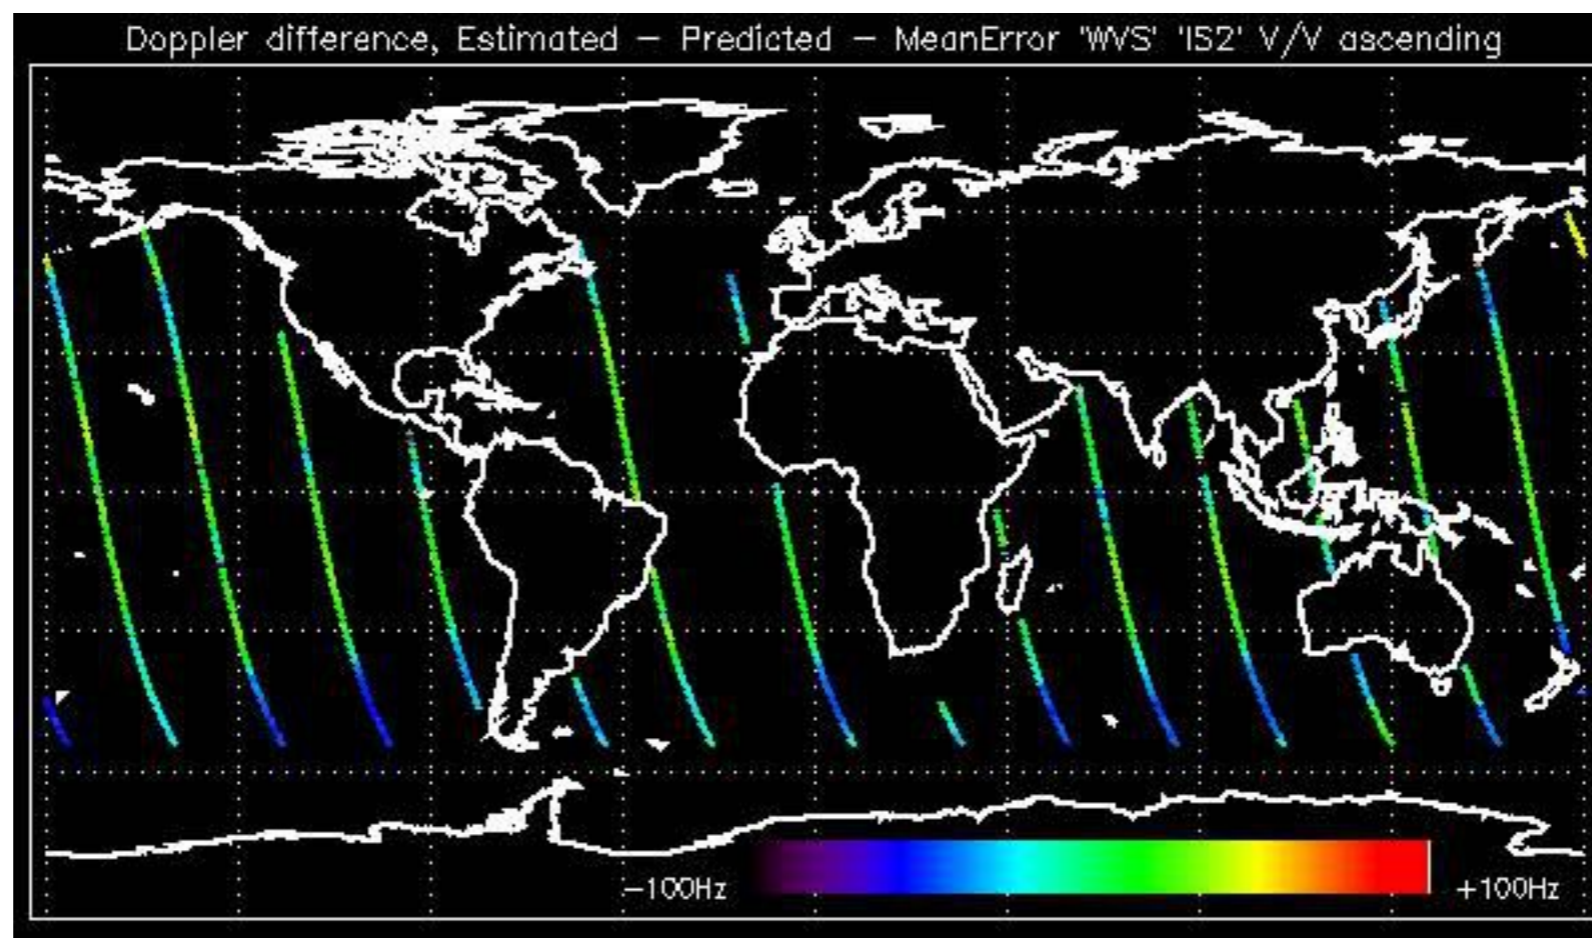 Doppler difference, Estimated – Predicted – MeanError 'WVS' 'IS2' V/V ascending
-100Hz
+100Hz